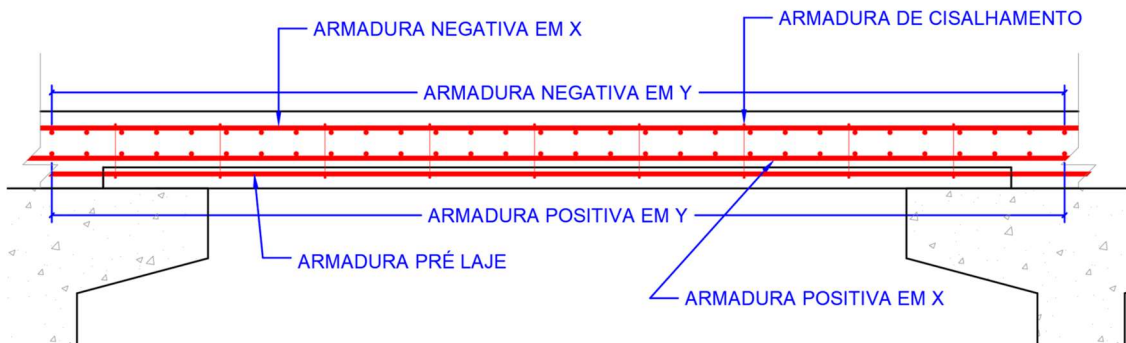 ARMADURA NEGATIVA EM X
ARMADURA DE CISALHAMENTO
ARMADURA NEGATIVA EM Y
ARMADURA POSITIVA EM Y
ARMADURA PRÉ LAJE
ARMADURA POSITIVA EM X